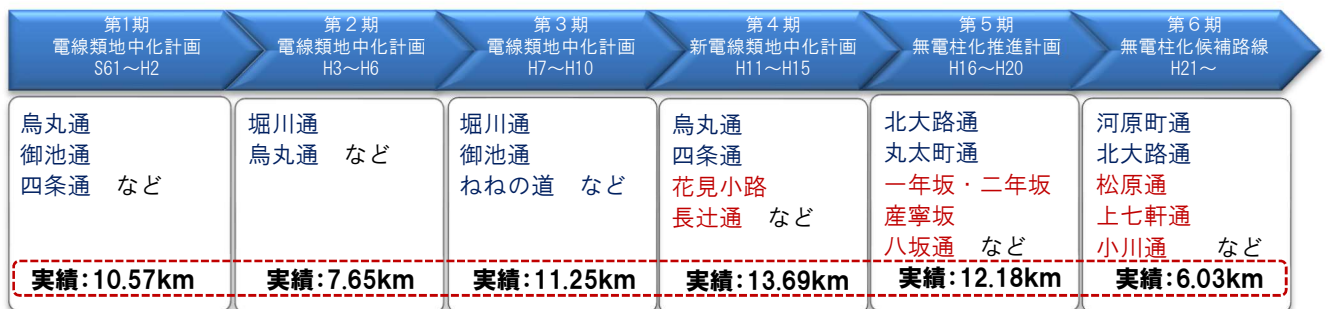 第1期
電線類地中化計画
S61~H2
第2期
電線類地中化計画
H3~H6
第3期
電線類地中化計画
H7~H10
第4期
新電線類地中化計画
H11~H15
第5期
無電柱化推進計画
H16~H20
第6期
無電柱化候補路線
H21~
烏丸通
御池通
四条通 など
実績:10.57km
堀川通
烏丸通 など
実績:7.65km
堀川通
御池通
ねねの道 など
実績:11.25km
烏丸通
四条通
花見小路
長辻通 など
実績:13.69km
北大路通
丸太町通
一年坂・二年坂
産寧坂
八坂通 など
実績:12.18km
河原町通
北大路通
松原通
上七軒通
小川通 など
実績:6.03km